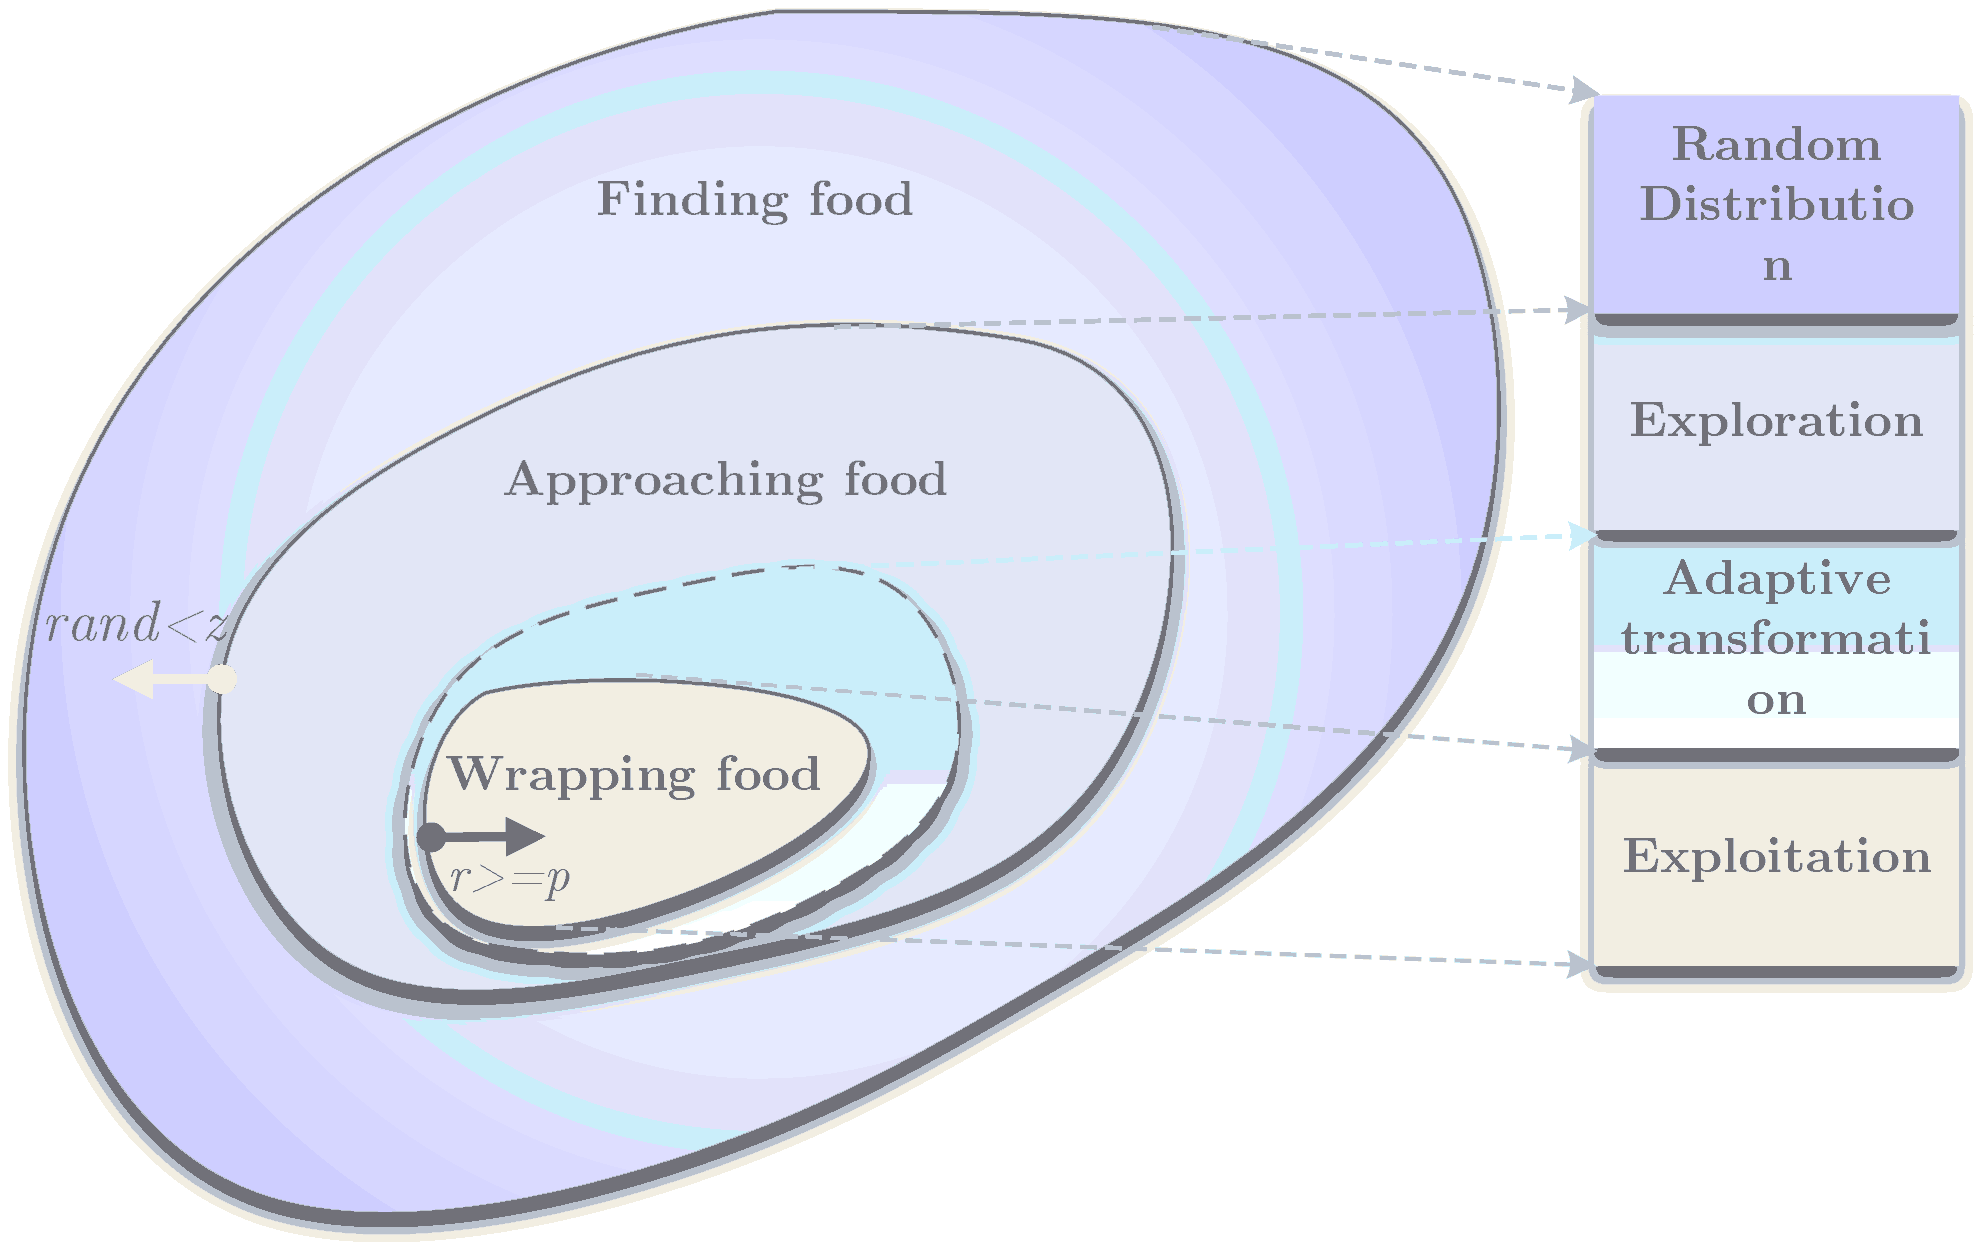 Finding food
Approaching food
rand<z
Wrapping food
r>=p
Random
Distributio
n
Exploration
Adaptive
transformati
on
Exploitation